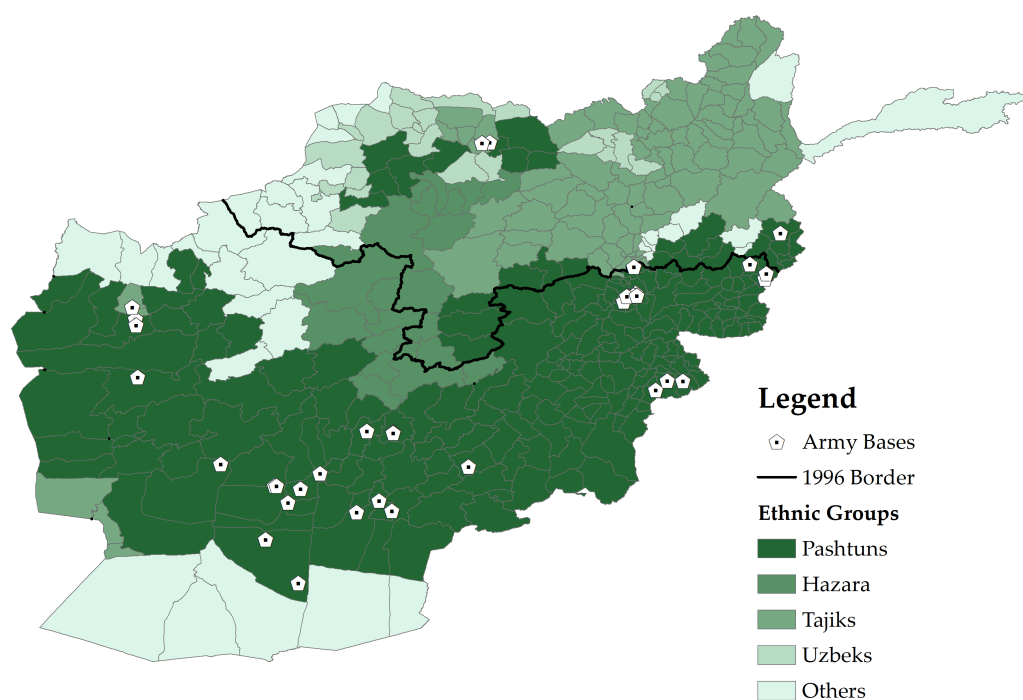 Legend
Army Bases
1996 Border
Ethnic Groups
Pashtuns
Hazara
Tajiks
Uzbeks
Others